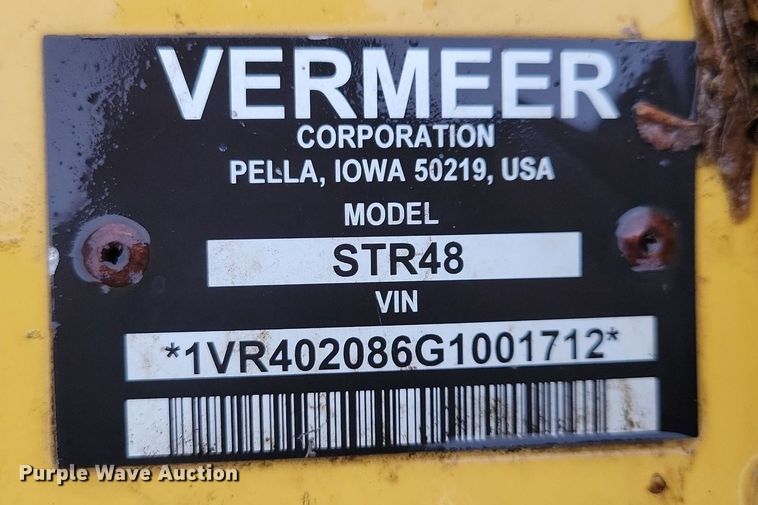 VERMEER
CORPORATION
PELLA, IOWA 50219, USA
MODEL
STR48
VIN
*1VR402086G1001712*
Purple Wave Auction